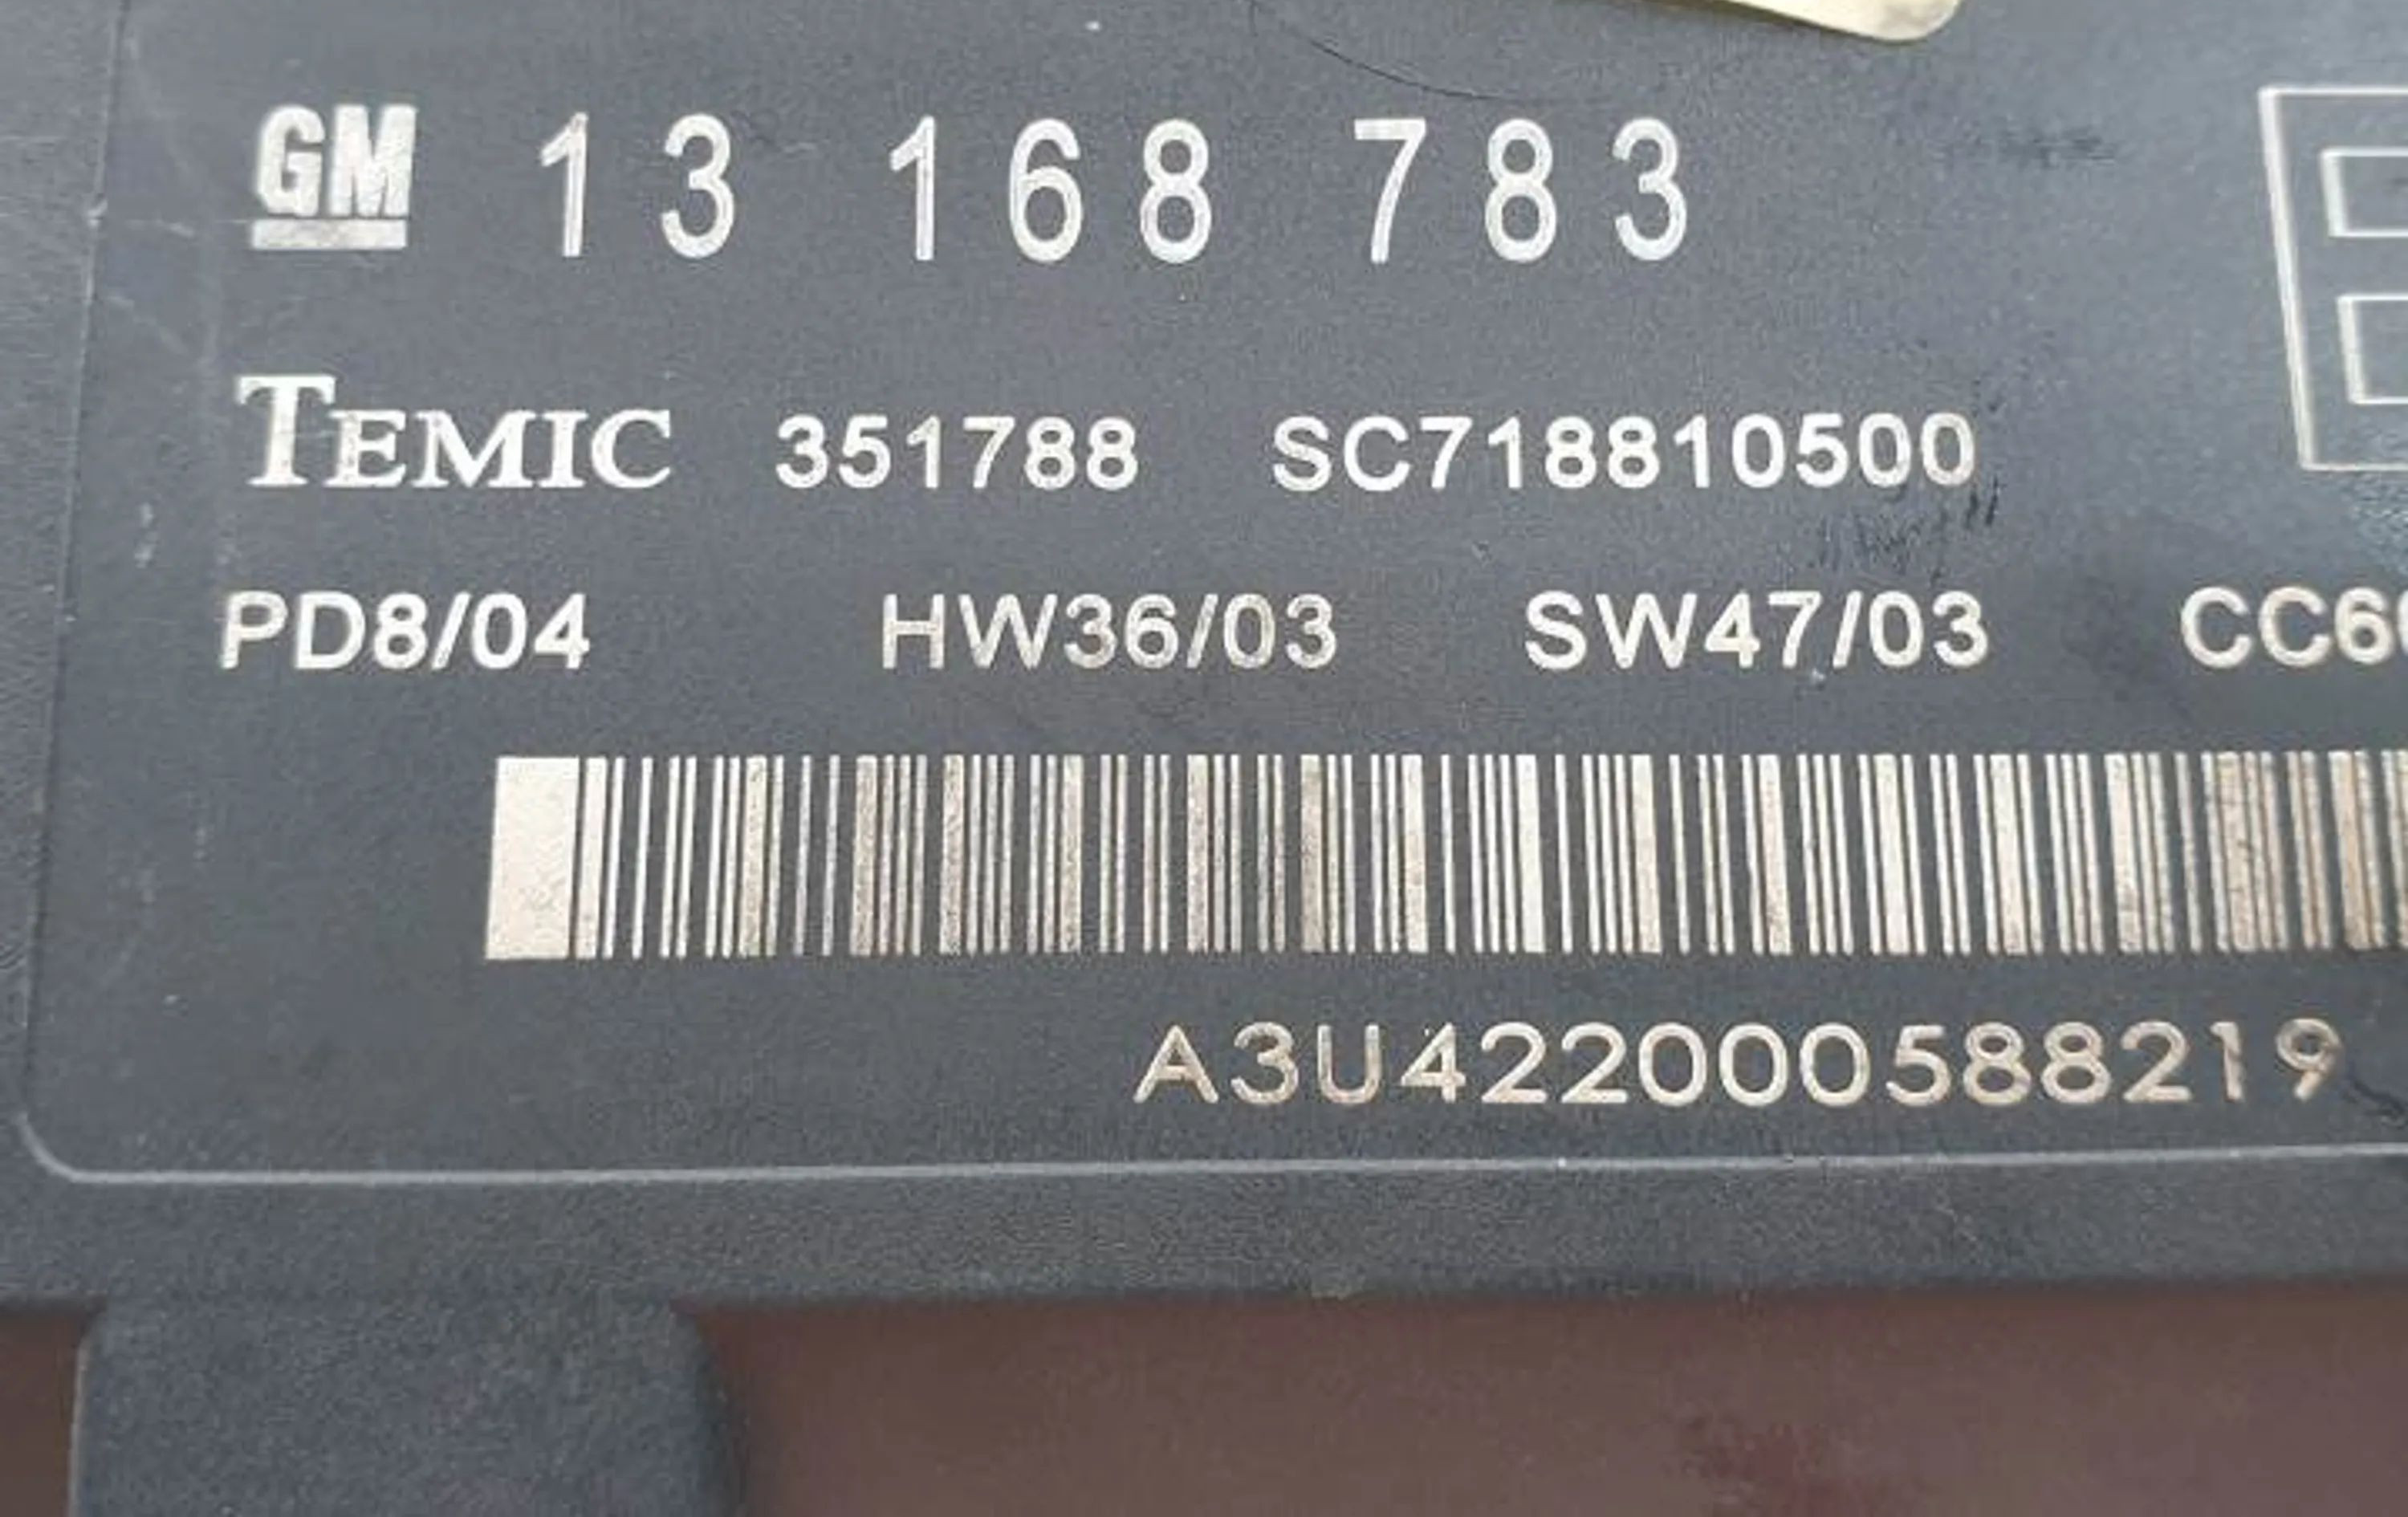 GM 13 168 783
TEMIC 351788 SC718810500
PD8/04 HW36/03 SW47/03
A3U422000588219